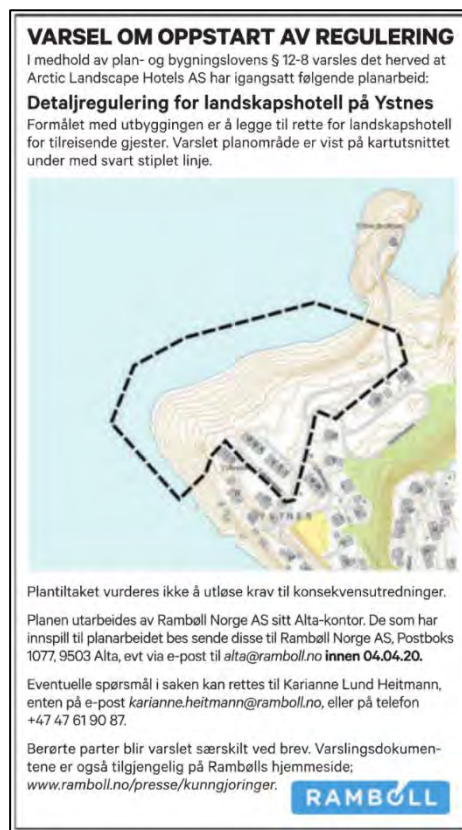 VARSEL OM OPPSTART AV REGULERING
I medhold av plan- og bygningslovens § 12-8 varsles det herved at
Arctic Landscape Hotels AS har igangsatt følgende planarbeid:
Detaljregulering for landskapshotell på Ystnes
Formålet med utbyggingen er å legge til rette for landskapshotell
for tilreisende gjester. Varslet planområde er vist på kartutsnittet
under med svart stiplet linje.
YSTNES
Plantiltaket vurderes ikke å utløse krav til konsekvensutredninger.
Planen utarbeides av Rambøll Norge AS sitt Alta-kontor. De som har
innspill til planarbeidet bes sende disse til Rambøll Norge AS, Postboks
1077, 9503 Alta, evt via e-post til alta@ramboll.no innen 04.04.20.
Eventuelle spørsmål i saken kan rettes til Karianne Lund Heitmann,
enten på e-post karianne.heitmann@ramboll.no, eller på telefon
+47 47 61 90 87.
Berørte parter blir varslet særskilt ved brev. Varslingsdokumen-
tene er også tilgjengelig på Rambølls hjemmeside;
www.ramboll.no/presse/kunngjoringer.
RAMBOLL